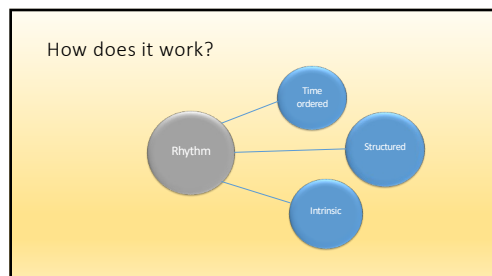 How does it work?
Time
ordered
Rhythm
Structured
Intrinsic